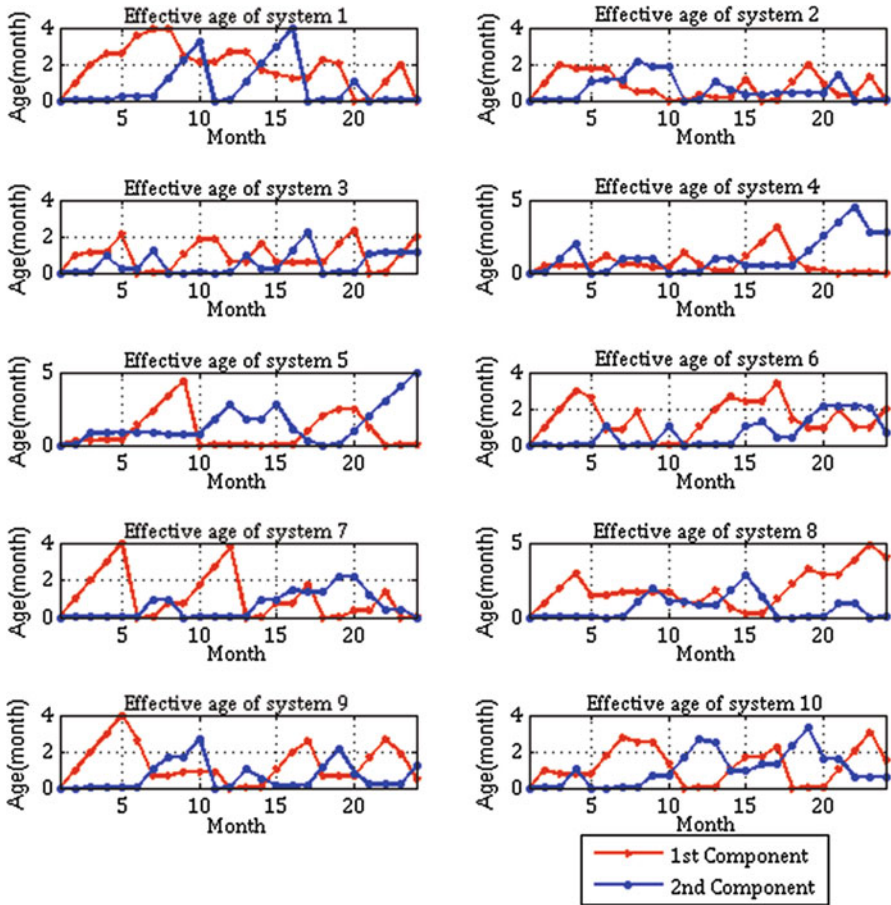 Effective age of system 1
4
2
0
Age(month)
5 10 15 20
Month
Effective age of system 2
4
2
0
Age(month)
5 10 15 20
Month
Effective age of system 3
4
2
0
Age(month)
5 10 15 20
Month
Effective age of system 4
5
0
Age(month)
5 10 15 20
Month
Effective age of system 5
5
0
Age(month)
5 10 15 20
Month
Effective age of system 6
4
2
0
Age(month)
5 10 15 20
Month
Effective age of system 7
4
2
0
Age(month)
5 10 15 20
Month
Effective age of system 8
5
0
Age(month)
5 10 15 20
Month
Effective age of system 9
4
2
0
Age(month)
5 10 15 20
Month
Effective age of system 10
4
2
0
Age(month)
5 10 15 20
Month
1st Component
2nd Component